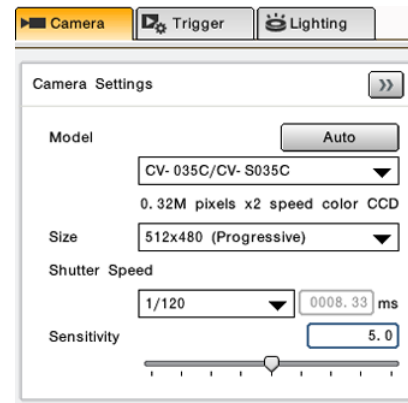 Camera Trigger Lighting
Camera Settings
Model Auto
CV- 035C/CV- S035C
0. 32M pixels x2 speed color CCD
Size 512x480 (Progressive)
Shutter Speed
1/120 0008. 33 ms
Sensitivity 5. 0